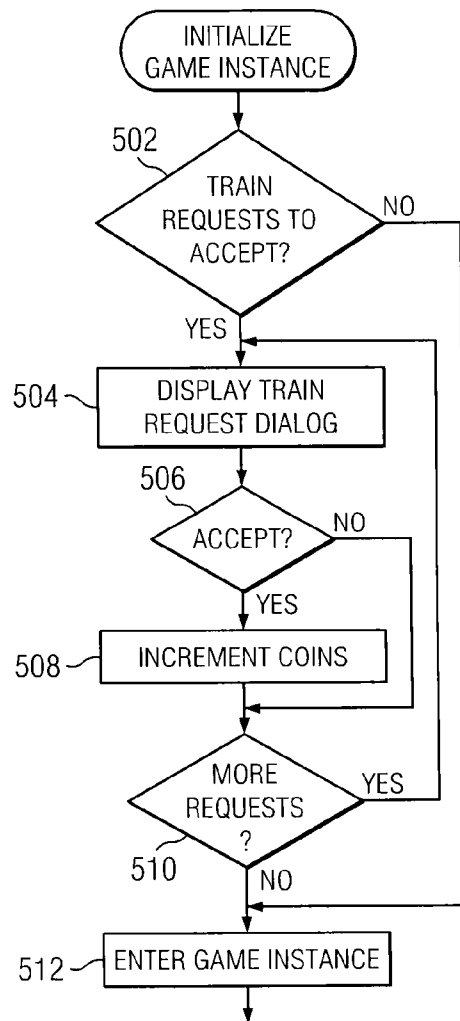 INITIALIZE
GAME INSTANCE
502
TRAIN
REQUESTS TO
ACCEPT?
NO
YES
504
DISPLAY TRAIN
REQUEST DIALOG
506
ACCEPT?
NO
YES
508
INCREMENT COINS
MORE
REQUESTS
?
YES
510
NO
512
ENTER GAME INSTANCE